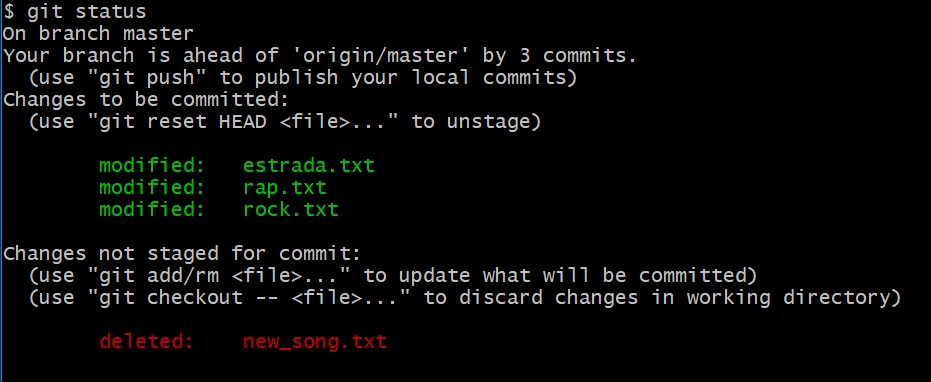 $ git status
On branch master
Your branch is ahead of 'origin/master' by 3 commits.
  (use "git push" to publish your local commits)
Changes to be committed:
  (use "git reset HEAD <file>..." to unstage)

        modified:   estrada.txt
        modified:   rap.txt
        modified:   rock.txt

Changes not staged for commit:
  (use "git add/rm <file>..." to update what will be committed)
  (use "git checkout -- <file>..." to discard changes in working directory)

        deleted:    new_song.txt